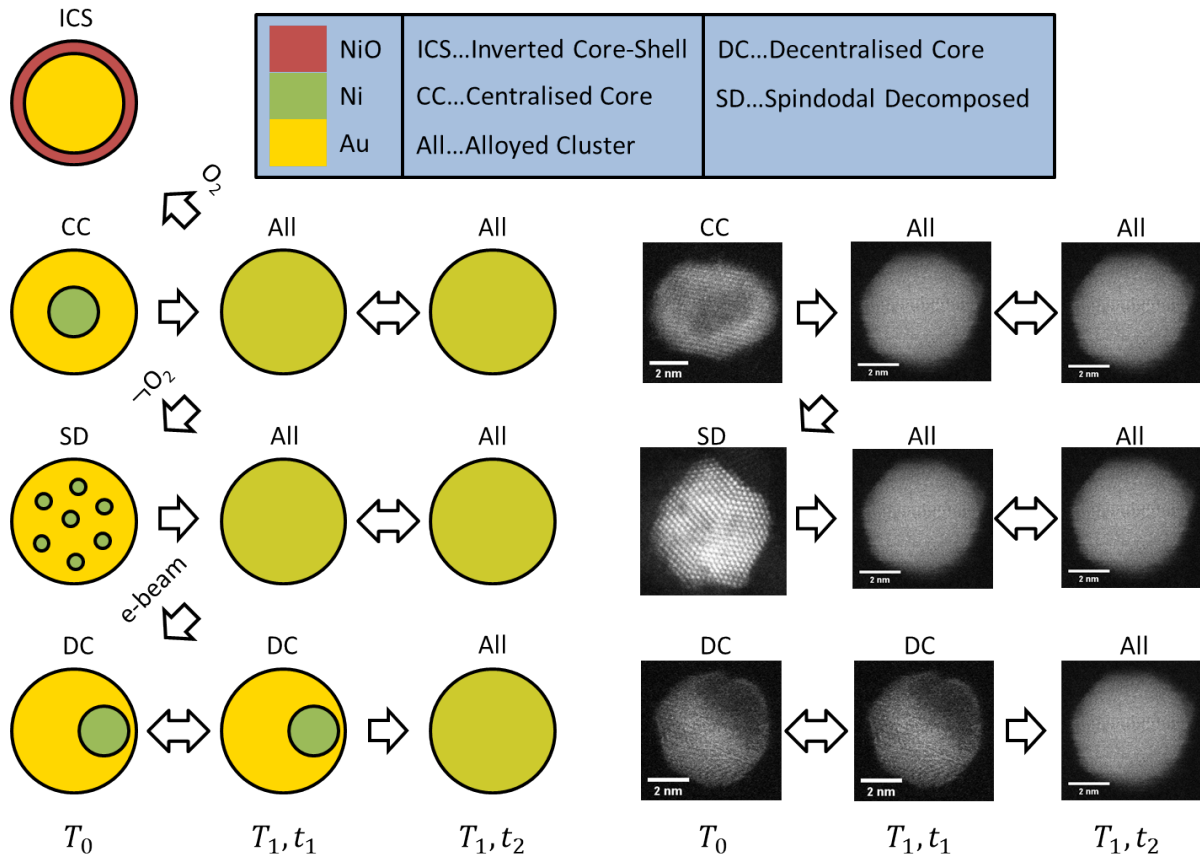 ICS
NiO
Ni
Au
ICS...Inverted Core-Shell
CC...Centralised Core
All...Alloyed Cluster
DC...Decentralised Core
SD...Spindodal Decomposed
O₂
CC All All CC All All
2 nm 2 nm 2 nm
¬O₂
SD All All SD All All
2 nm 2 nm
e-beam
DC DC All DC DC All
2 nm 2 nm 2 nm
T₀ T₁, t₁ T₁, t₂ T₀ T₁, t₁ T₁, t₂